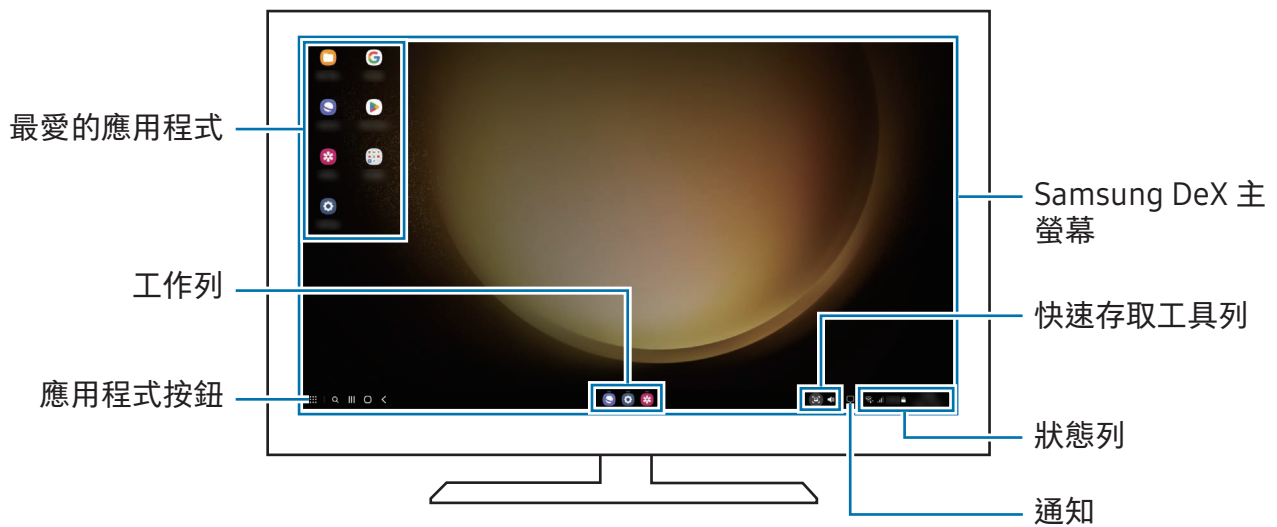 最愛的應用程式
工作列
應用程式按鈕
Samsung DeX 主
螢幕
快速存取工具列
狀態列
通知